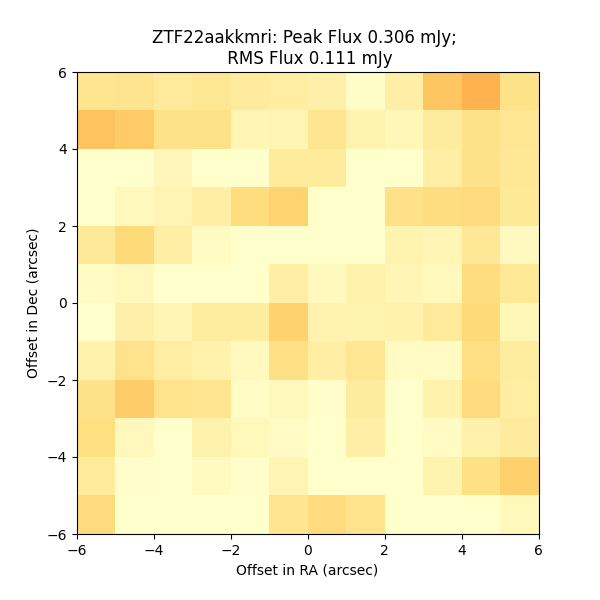 ZTF22aakkmri: Peak Flux 0.306 mJy;
RMS Flux 0.111 mJy
6
4
2
0
−2
−4
−6
Offset in Dec (arcsec)
−6 −4 −2 0 2 4 6
Offset in RA (arcsec)